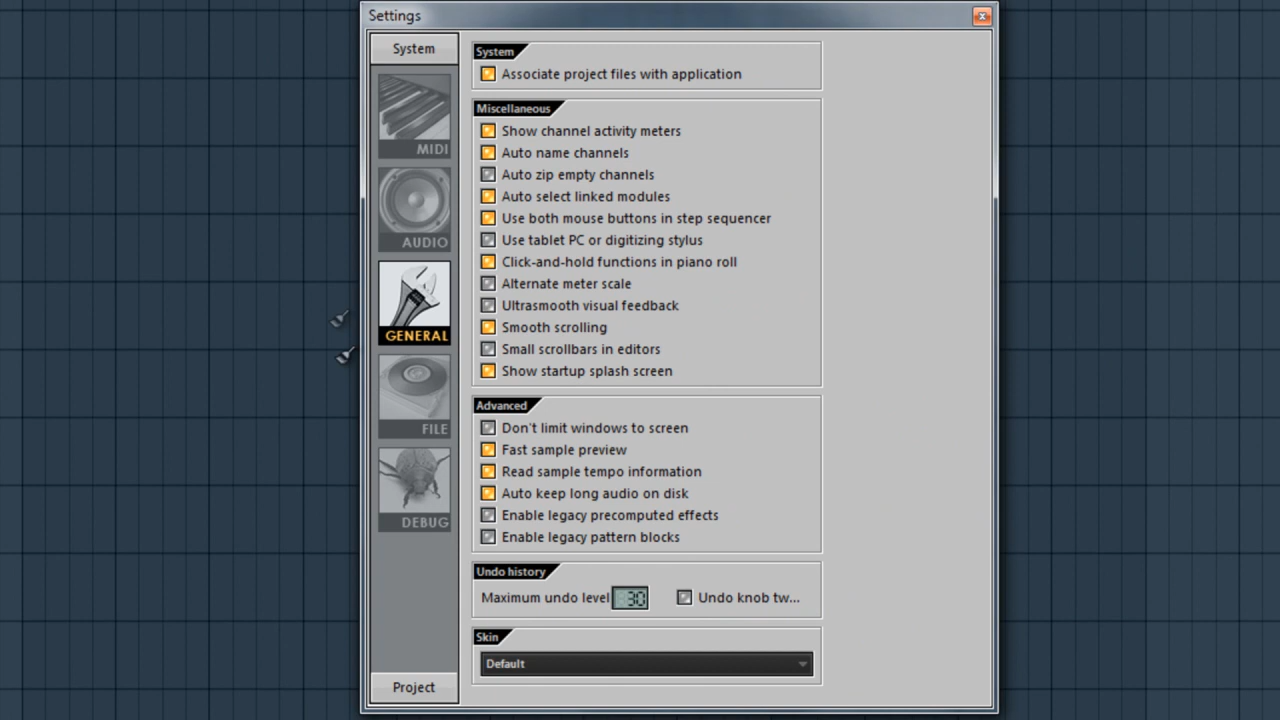 Settings
System
MIDI
AUDIO
GENERAL
FILE
DEBUG
Project
System
Associate project files with application
Miscellaneous
Show channel activity meters
Auto name channels
Auto zip empty channels
Auto select linked modules
Use both mouse buttons in step sequencer
Use tablet PC or digitizing stylus
Click-and-hold functions in piano roll
Alternate meter scale
Ultrasmooth visual feedback
Smooth scrolling
Small scrollbars in editors
Show startup splash screen
Advanced
Don't limit windows to screen
Fast sample preview
Read sample tempo information
Auto keep long audio on disk
Enable legacy precomputed effects
Enable legacy pattern blocks
Undo history
Maximum undo level 30 Undo knob tw...
Skin
Default